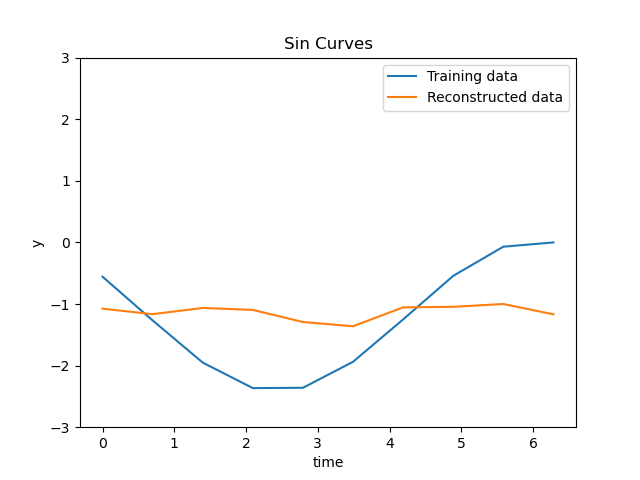 Sin Curves
Training data
Reconstructed data
3
2
1
0
−1
−2
−3
y
0 1 2 3 4 5 6
time